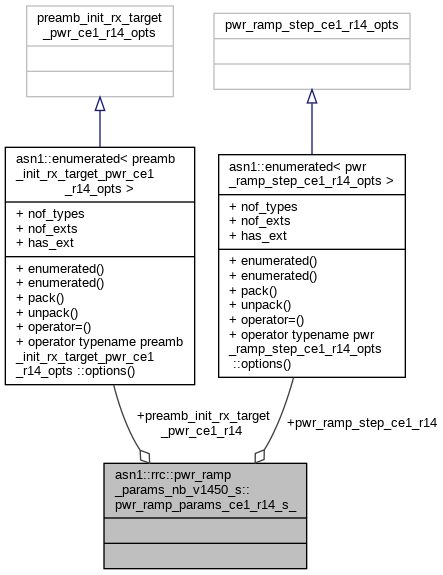 preamb_init_rx_target
_pwr_ce1_r14_opts
pwr_ramp_step_ce1_r14_opts
asn1::enumerated< preamb
_init_rx_target_pwr_ce1
_r14_opts >
+ nof_types
+ nof_exts
+ has_ext
+ enumerated()
+ enumerated()
+ pack()
+ unpack()
+ operator=()
+ operator typename preamb
_init_rx_target_pwr_ce1
_r14_opts ::options()
asn1::enumerated< pwr
_ramp_step_ce1_r14_opts >
+ nof_types
+ nof_exts
+ has_ext
+ enumerated()
+ enumerated()
+ pack()
+ unpack()
+ operator=()
+ operator typename pwr
_ramp_step_ce1_r14_opts
::options()
+preamb_init_rx_target
_pwr_ce1_r14
+pwr_ramp_step_ce1_r14
asn1::rrc::pwr_ramp
_params_nb_v1450_s::
pwr_ramp_params_ce1_r14_s_